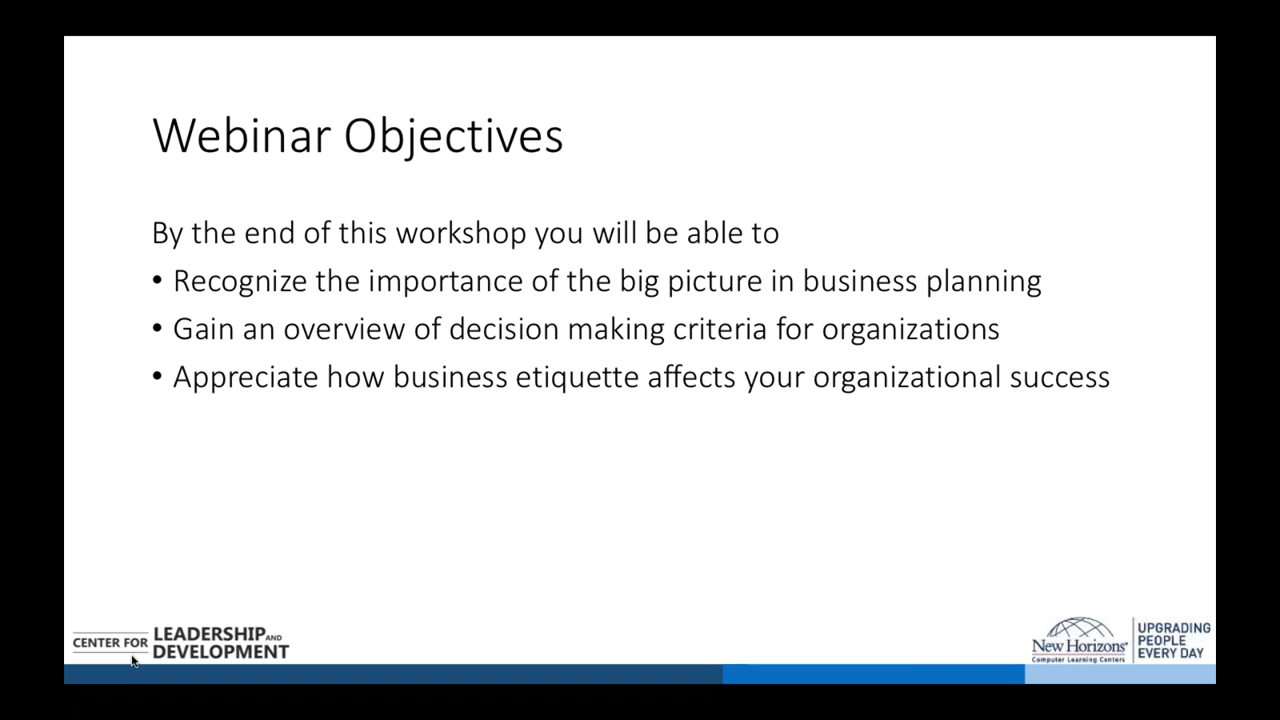 Webinar Objectives
By the end of this workshop you will be able to
• Recognize the importance of the big picture in business planning
• Gain an overview of decision making criteria for organizations
• Appreciate how business etiquette affects your organizational success
CENTER FOR LEADERSHIP AND DEVELOPMENT
New Horizons®
Computer Learning Centers
UPGRADING
PEOPLE
EVERY DAY